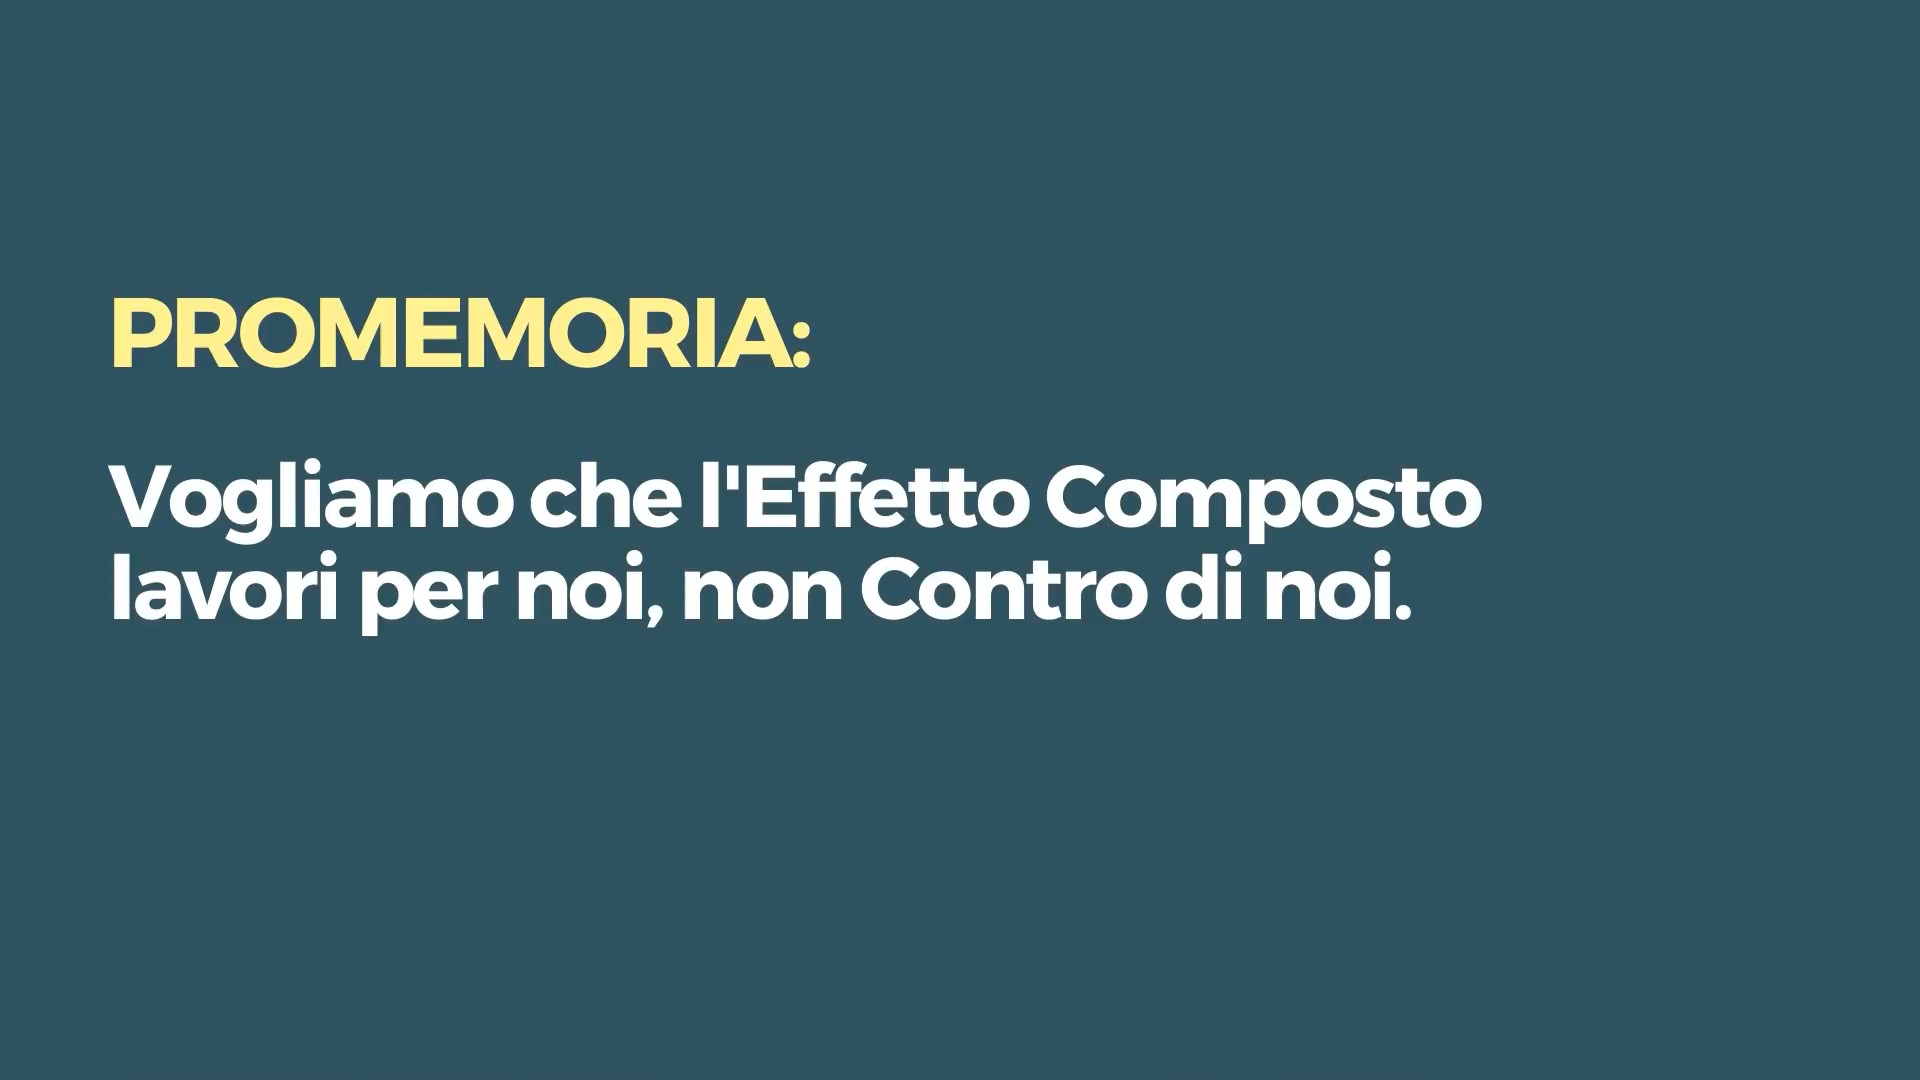 PROMEMORIA:
Vogliamo che l'Effetto Composto
lavori per noi, non Contro di noi.